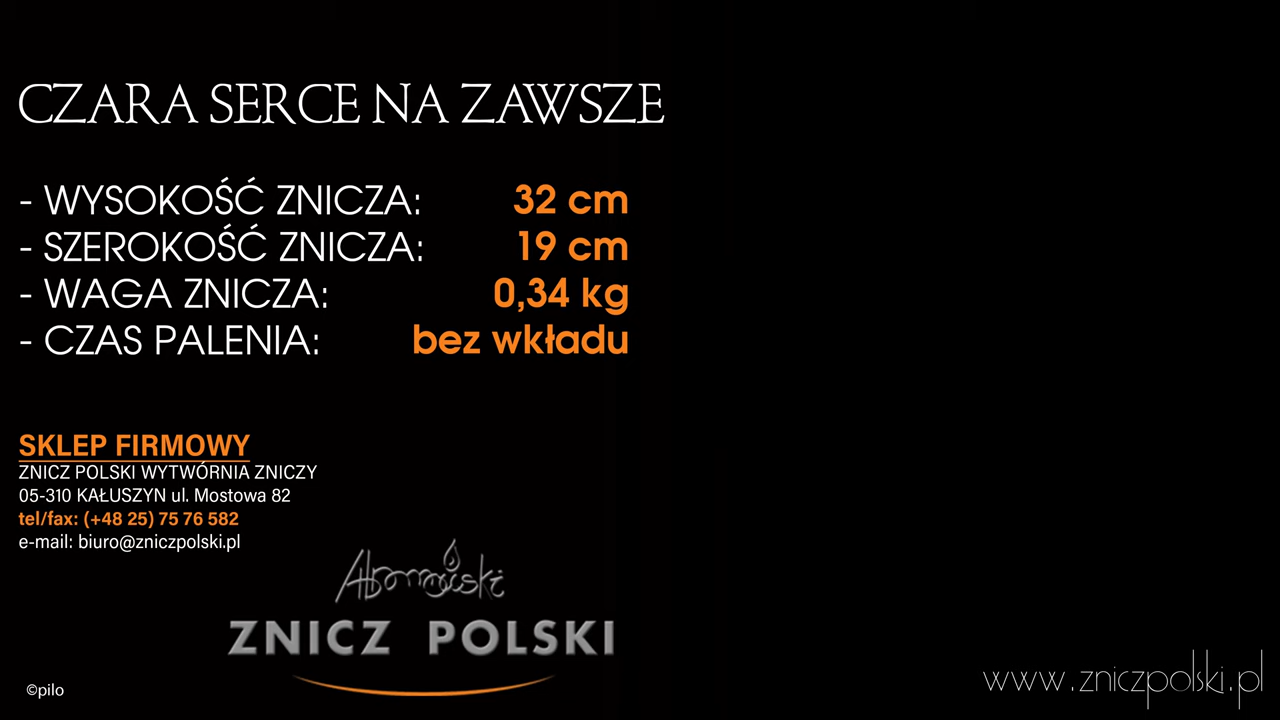 CZARA SERCE NA ZAWSZE
- WYSOKOŚĆ ZNICZA: 32 cm
- SZEROKOŚĆ ZNICZA: 19 cm
- WAGA ZNICZA: 0,34 kg
- CZAS PALENIA: bez wkładu
SKLEP FIRMOWY
ZNICZ POLSKI WYTWÓRNIA ZNICZY
05-310 KAŁUSZYN ul. Mostowa 82
tel/fax: (+48 25) 75 76 582
e-mail: biuro@zniczpolski.pl
ZNICZ POLSKI
©pilo
www.zniczpolski.pl